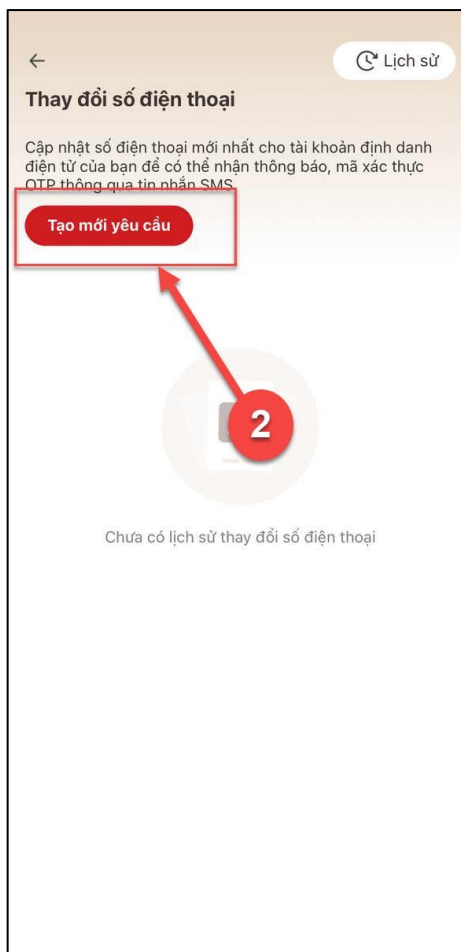 ← Lịch sử
Thay đổi số điện thoại
Cập nhật số điện thoại mới nhất cho tài khoản định danh
điện tử của bạn để có thể nhận thông báo, mã xác thực
OTP thông qua tin nhắn SMS
Tạo mới yêu cầu
2
Chưa có lịch sử thay đổi số điện thoại